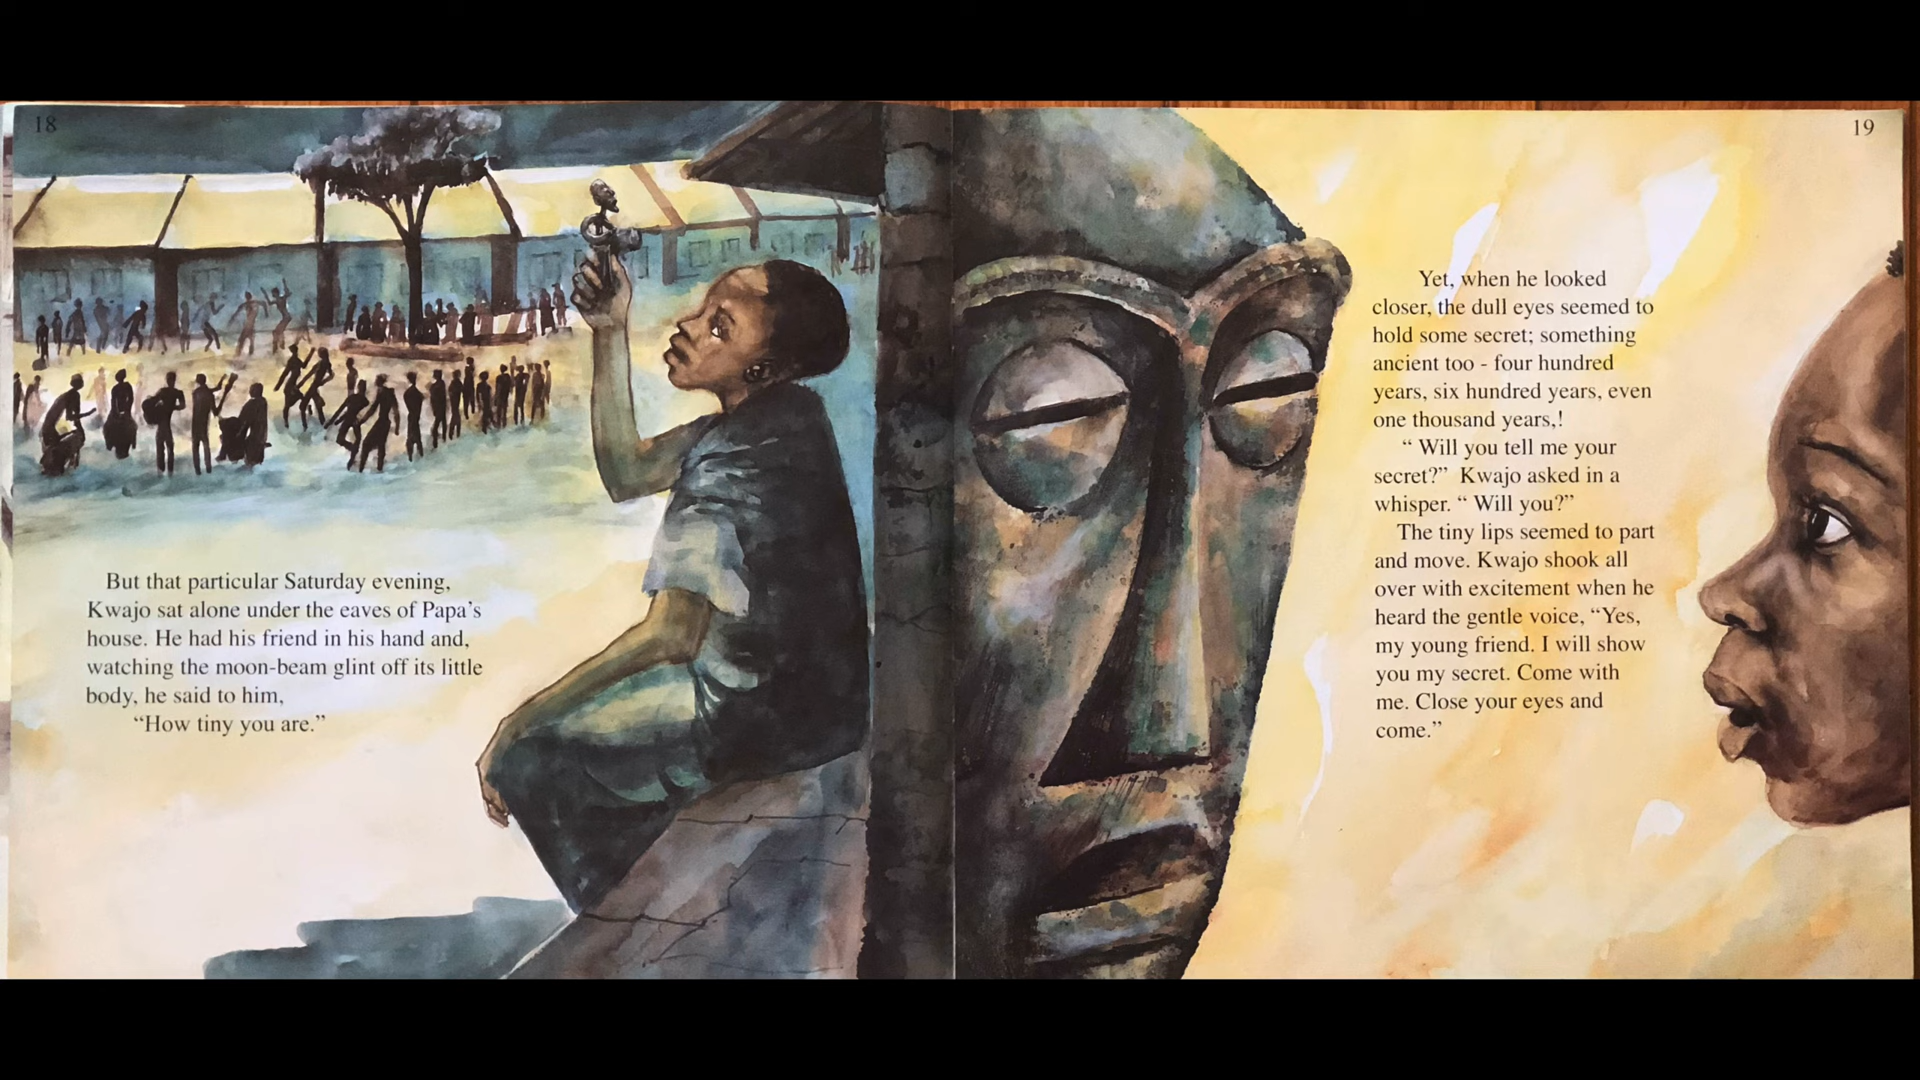 18
But that particular Saturday evening,
Kwajo sat alone under the eaves of Papa's
house. He had his friend in his hand and,
watching the moon-beam glint off its little
body, he said to him,
“How tiny you are.”
19
Yet, when he looked
closer, the dull eyes seemed to
hold some secret; something
ancient too - four hundred
years, six hundred years, even
one thousand years,!
“ Will you tell me your
secret?” Kwajo asked in a
whisper. “ Will you?”
The tiny lips seemed to part
and move. Kwajo shook all
over with excitement when he
heard the gentle voice, “Yes,
my young friend. I will show
you my secret. Come with
me. Close your eyes and
come.”